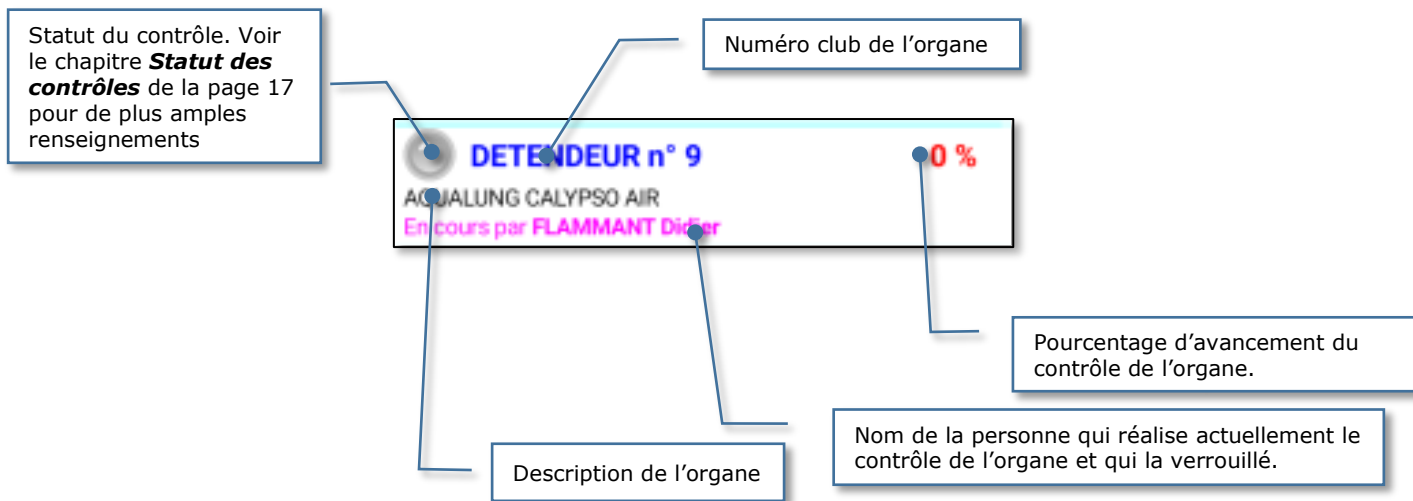 Statut du contrôle. Voir
le chapitre Statut des
contrôles de la page 17
pour de plus amples
renseignements
Numéro club de l’organe
DETENDEUR n° 9
0 %
AQUALUNG CALYPSO AIR
En cours par FLAMMANT Didier
Pourcentage d’avancement du
contrôle de l’organe.
Nom de la personne qui réalise actuellement le
contrôle de l’organe et qui la verrouillé.
Description de l’organe